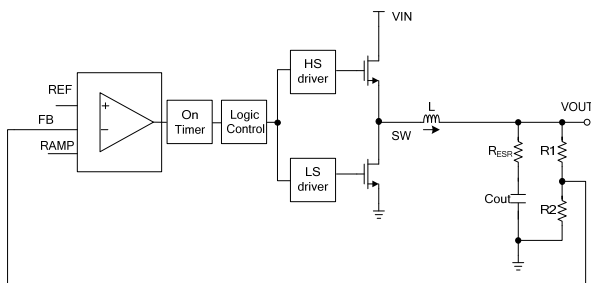 VIN
HS
driver
REF
+
FB
−
RAMP
On
Timer
Logic
Control
L
SW
VOUT
LS
driver
RESR
R1
Cout
R2